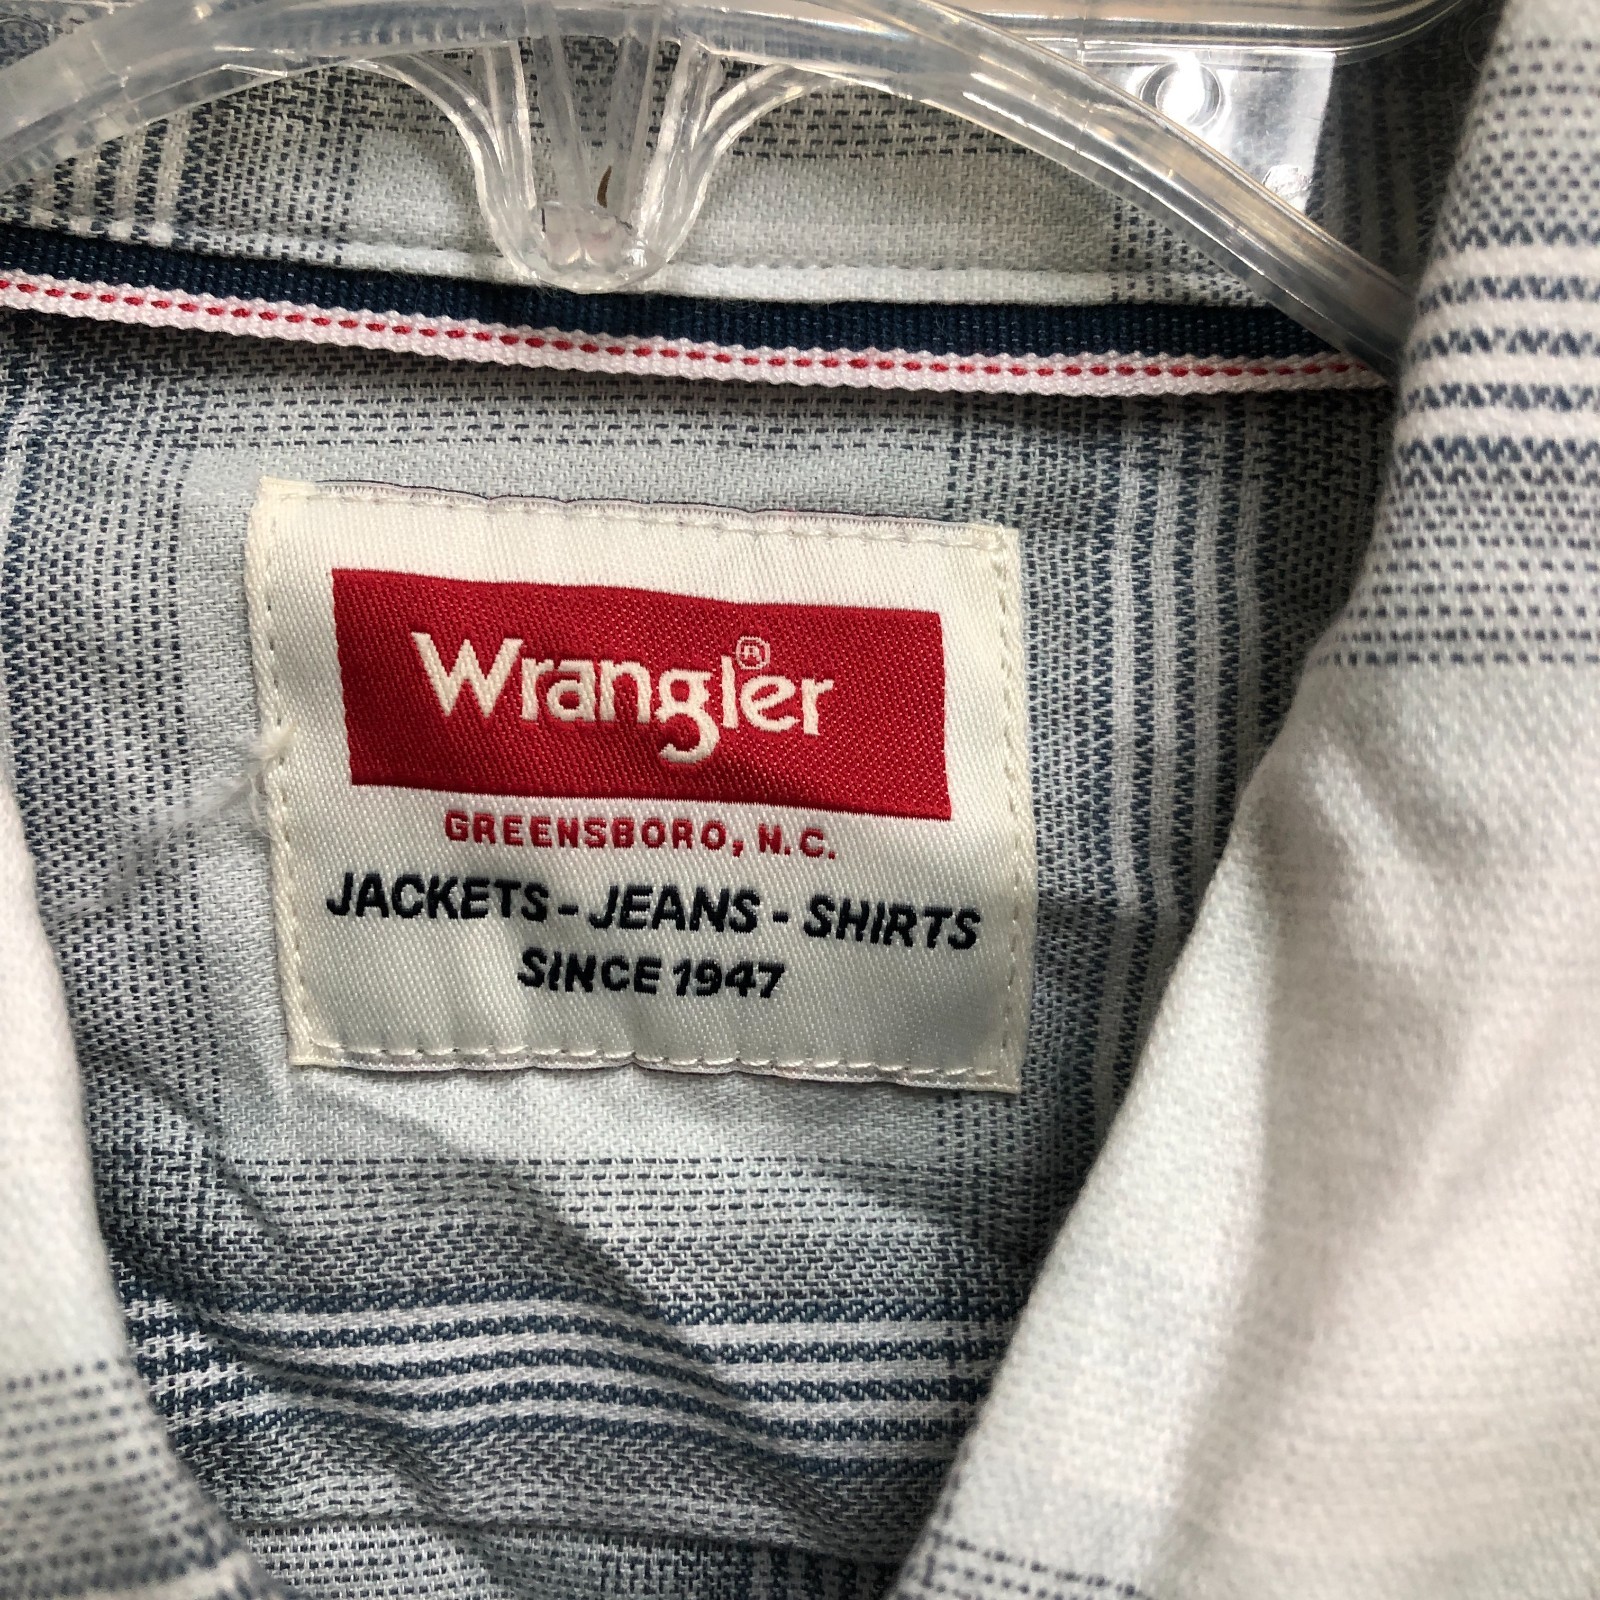 Wrangler®
GREENSBORO, N.C.
JACKETS - JEANS - SHIRTS
SINCE 1947